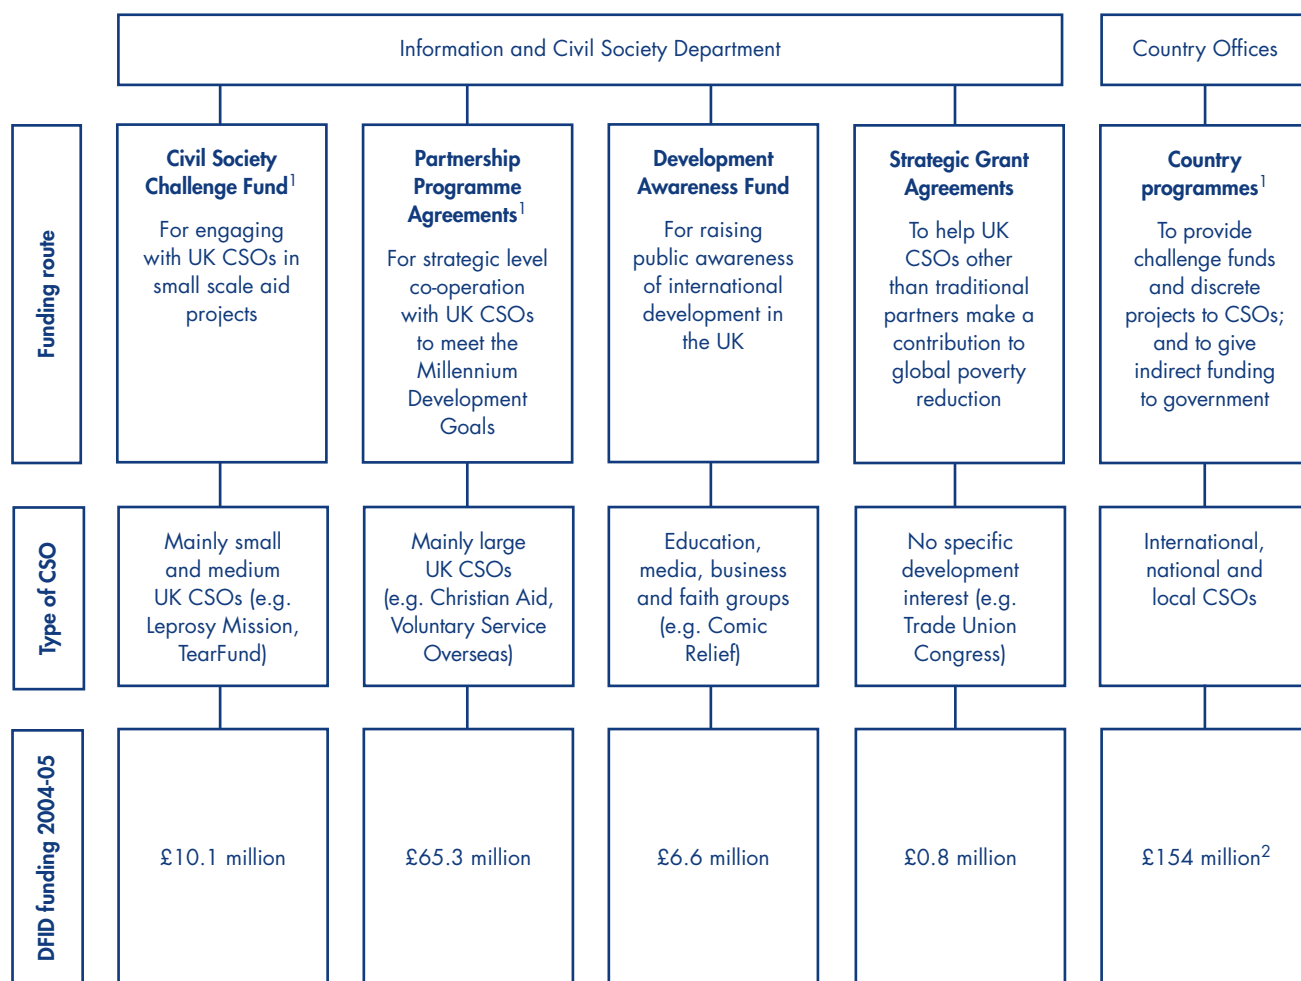 Information and Civil Society Department
Country Offices
Funding route
Civil Society
Challenge Fund1
For engaging
with UK CSOs in
small scale aid
projects
Partnership
Programme
Agreements1
For strategic level
co-operation
with UK CSOs
to meet the
Millennium
Development
Goals
Development
Awareness Fund
For raising
public awareness
of international
development in
the UK
Strategic Grant
Agreements
To help UK
CSOs other
than traditional
partners make a
contribution to
global poverty
reduction
Country
programmes1
To provide
challenge funds
and discrete
projects to CSOs;
and to give
indirect funding
to government
Type of CSO
Mainly small
and medium
UK CSOs (e.g.
Leprosy Mission,
TearFund)
Mainly large
UK CSOs
(e.g. Christian Aid,
Voluntary Service
Overseas)
Education,
media, business
and faith groups
(e.g. Comic
Relief)
No specific
development
interest (e.g.
Trade Union
Congress)
International,
national and
local CSOs
DFID funding 2004-05
£10.1 million
£65.3 million
£6.6 million
£0.8 million
£154 million2